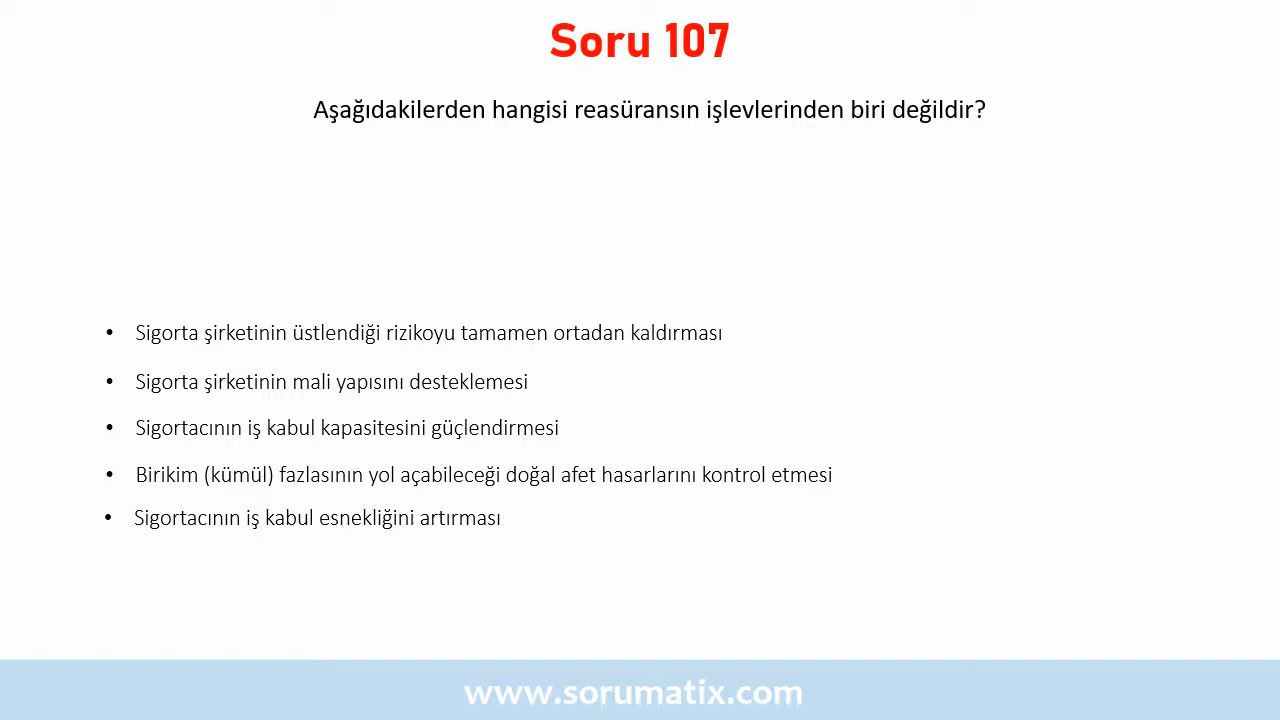 Soru 107
Aşağıdakilerden hangisi reasüransın işlevlerinden biri değildir?
• Sigorta şirketinin üstlendiği rizikoyu tamamen ortadan kaldırması
• Sigorta şirketinin mali yapısını desteklemesi
• Sigortacının iş kabul kapasitesini güçlendirmesi
• Birikim (kümül) fazlasının yol açabileceği doğal afet hasarlarını kontrol etmesi
• Sigortacının iş kabul esnekliğini artırması
www.sorumatix.com